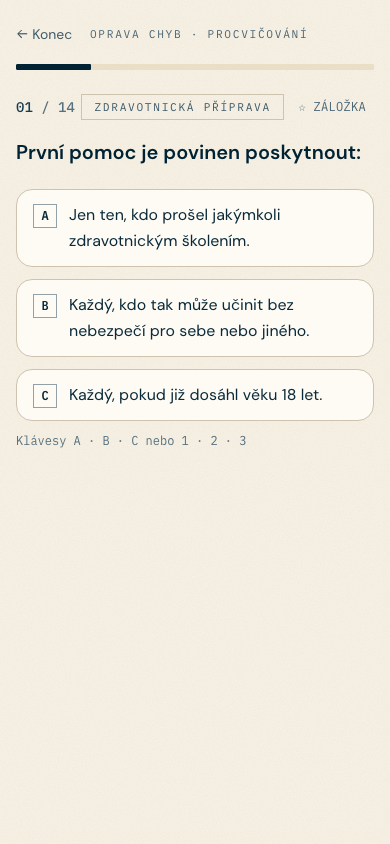 ← Konec OPRAVA CHYB · PROCVIČOVÁNÍ
01 / 14 ZDRAVOTNICKÁ PŘÍPRAVA ☆ ZÁLOŽKA
První pomoc je povinen poskytnout:
A Jen ten, kdo prošel jakýmkoli
zdravotnickým školením.
B Každý, kdo tak může učinit bez
nebezpečí pro sebe nebo jiného.
C Každý, pokud již dosáhl věku 18 let.
Klávesy A · B · C nebo 1 · 2 · 3